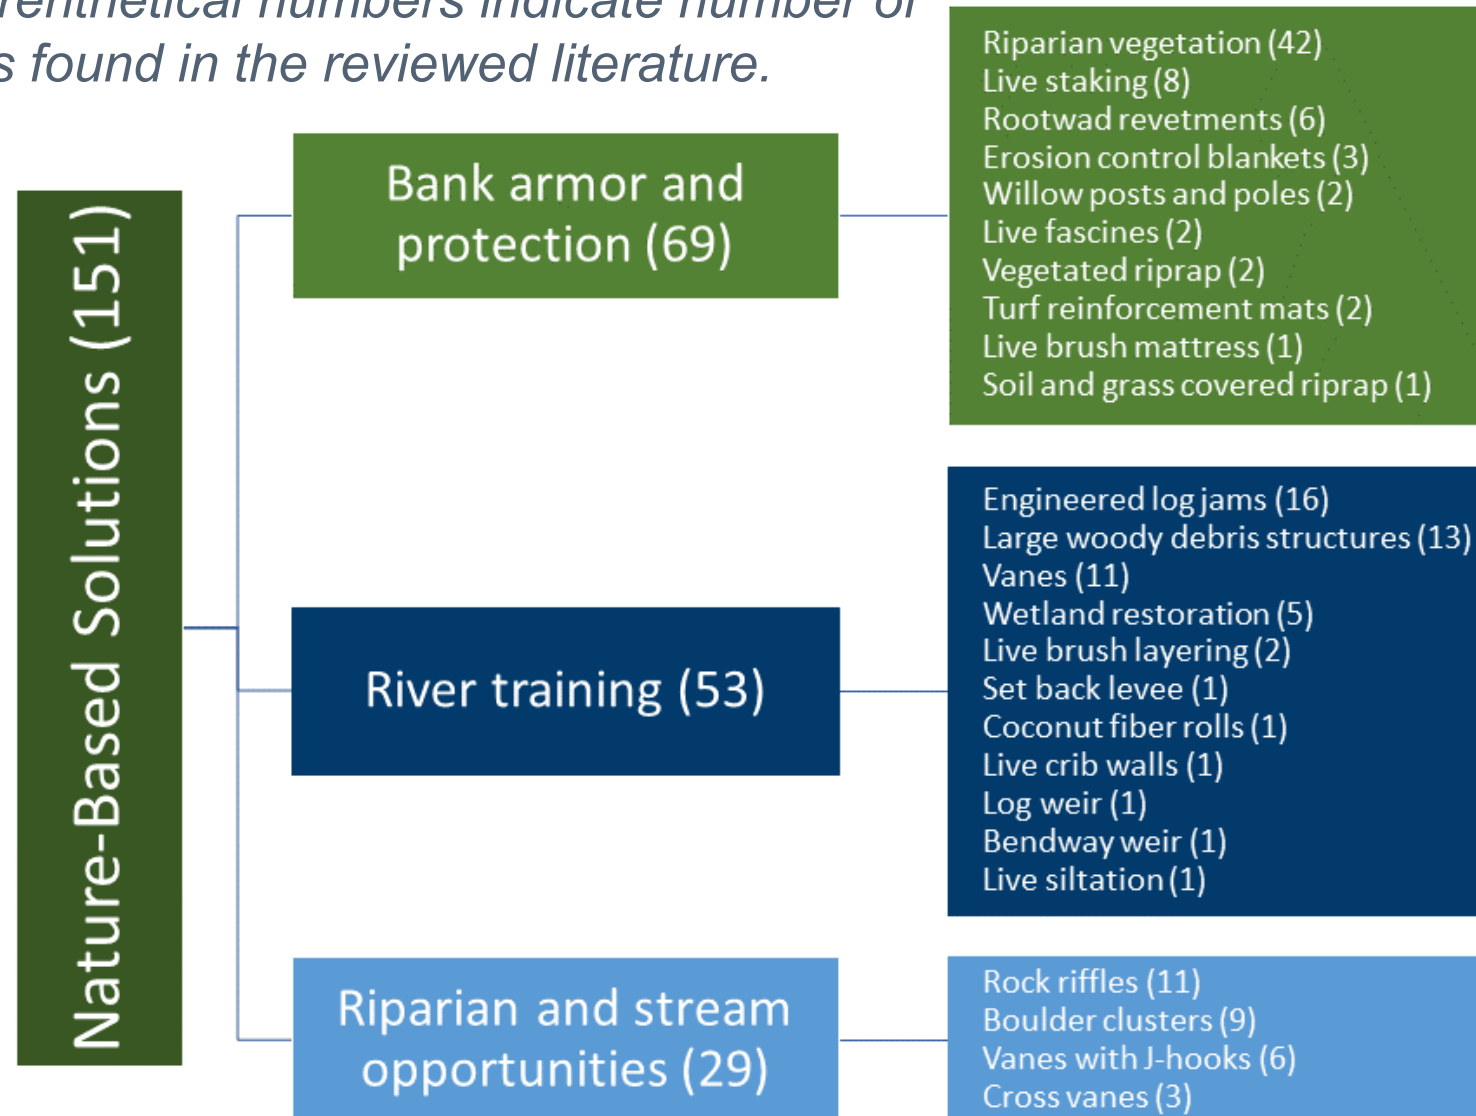 numbers indicate number of
found in the reviewed literature.
Nature-Based Solutions (151)
Bank armor and
protection (69)
Riparian vegetation (42)
Live staking (8)
Rootwad revetments (6)
Erosion control blankets (3)
Willow posts and poles (2)
Live fascines (2)
Vegetated riprap (2)
Turf reinforcement mats (2)
Live brush mattress (1)
Soil and grass covered riprap (1)
River training (53)
Engineered log jams (16)
Large woody debris structures (13)
Vanes (11)
Wetland restoration (5)
Live brush layering (2)
Set back levee (1)
Coconut fiber rolls (1)
Live crib walls (1)
Log weir (1)
Bendway weir (1)
Live siltation (1)
Riparian and stream
opportunities (29)
Rock riffles (11)
Boulder clusters (9)
Vanes with J-hooks (6)
Cross vanes (3)